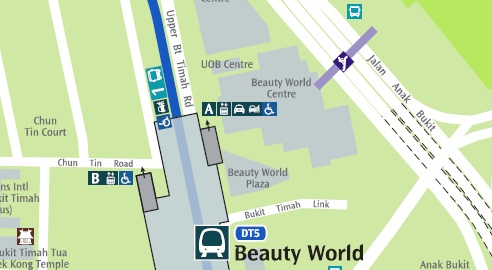 Centre
Upper Bt Timah Rd
UOB Centre
Beauty World
Centre
Jalan Anak Bukit
1
A
Chun
Tin Court
Chun Tin Road
B
Beauty World
Plaza
ns Intl
kit Timah
us)
Bukit Timah Link
ukit Timah Tua
ek Kong Temple
DT5
Beauty World
Anak Bukit